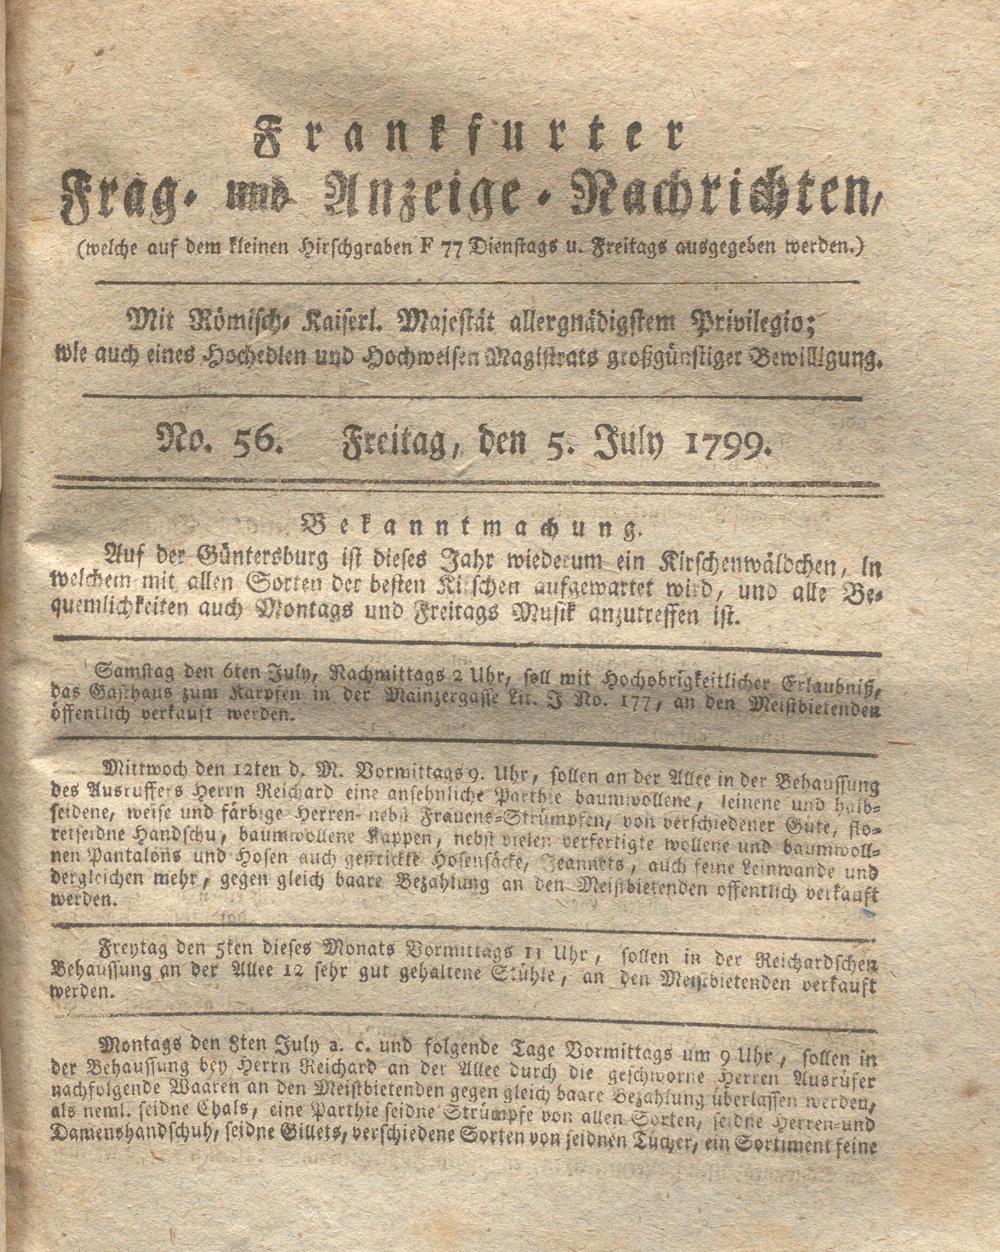 Frankfurter
Frag- und Anzeige-Nachrichten,
(welche auf dem kleinen Hirschgraben F 77 Dienstags u. Freitags ausgegeben werden.)
Mit Römisch- Kaiserl. Majestät allergnädigstem Privilegio;
wie auch eines Hochedlen und Hochweisen Magistrats großgünstiger Bewilligung.
No. 56. Freitag, den 5. July 1799.
Bekanntmachung.
Auf der Güntersburg ist dieses Jahr wiederum ein Kirschenwäldchen, in
welchem mit allen Sorten der besten Kirschen aufgewartet wird, und alle Be-
quemlichkeiten auch Montags und Freitags Musik anzutreffen ist.
Samstag den 6ten July, Nachmittags 2 Uhr, soll mit Hochobrigkeitlicher Erlaubniß,
das Gasthaus zum Karpfen in der Mainzergasse Lit. J No. 177, an den Meistbietenden
öffentlich verkauft werden.
Mittwoch den 12ten d. M. Vormittags 9. Uhr, sollen an der Allee in der Behaussung
des Ausruffers Herrn Reichard eine ansehnliche Parthie baumwollene, leinene und halb-
seidene, weise und färbige Herren- nebst Frauens-Strümpfen, von verschiedener Güte, flo-
retseidne Handschu, baumwollene Kappen, nebst vielen verfertigte wollene und baumwoll-
nen Pantalons und Hosen auch gestrickte Hosensäcke, Jeannets, auch feine Leinwande und
dergleichen mehr, gegen gleich baare Bezahlung an den Meistbietenden öffentlich verkauft
werden.
Freytag den 5ten dieses Monats Vormittags 11 Uhr, sollen in der Reichardschen
Behaussung an der Allee 12 sehr gut gehaltene Stühle, an den Meistbietenden verkauft
werden.
Montags den 8ten July a. c. und folgende Tage Vormittags um 9 Uhr, sollen in
der Behaussung bey Herrn Reichard an der Allee durch die geschworne Herren Ausrüfer
nachfolgende Waaren an den Meistbietenden gegen gleich baare Bezahlung überlassen werden,
als neml. seidne Chals, eine Parthie seidne Strümpfe von allen Sorten, seidne Herren-und
Damenshandschuh, seidne Gillets, verschiedene Sorten von seidnen Tücher, ein Sortiment feine